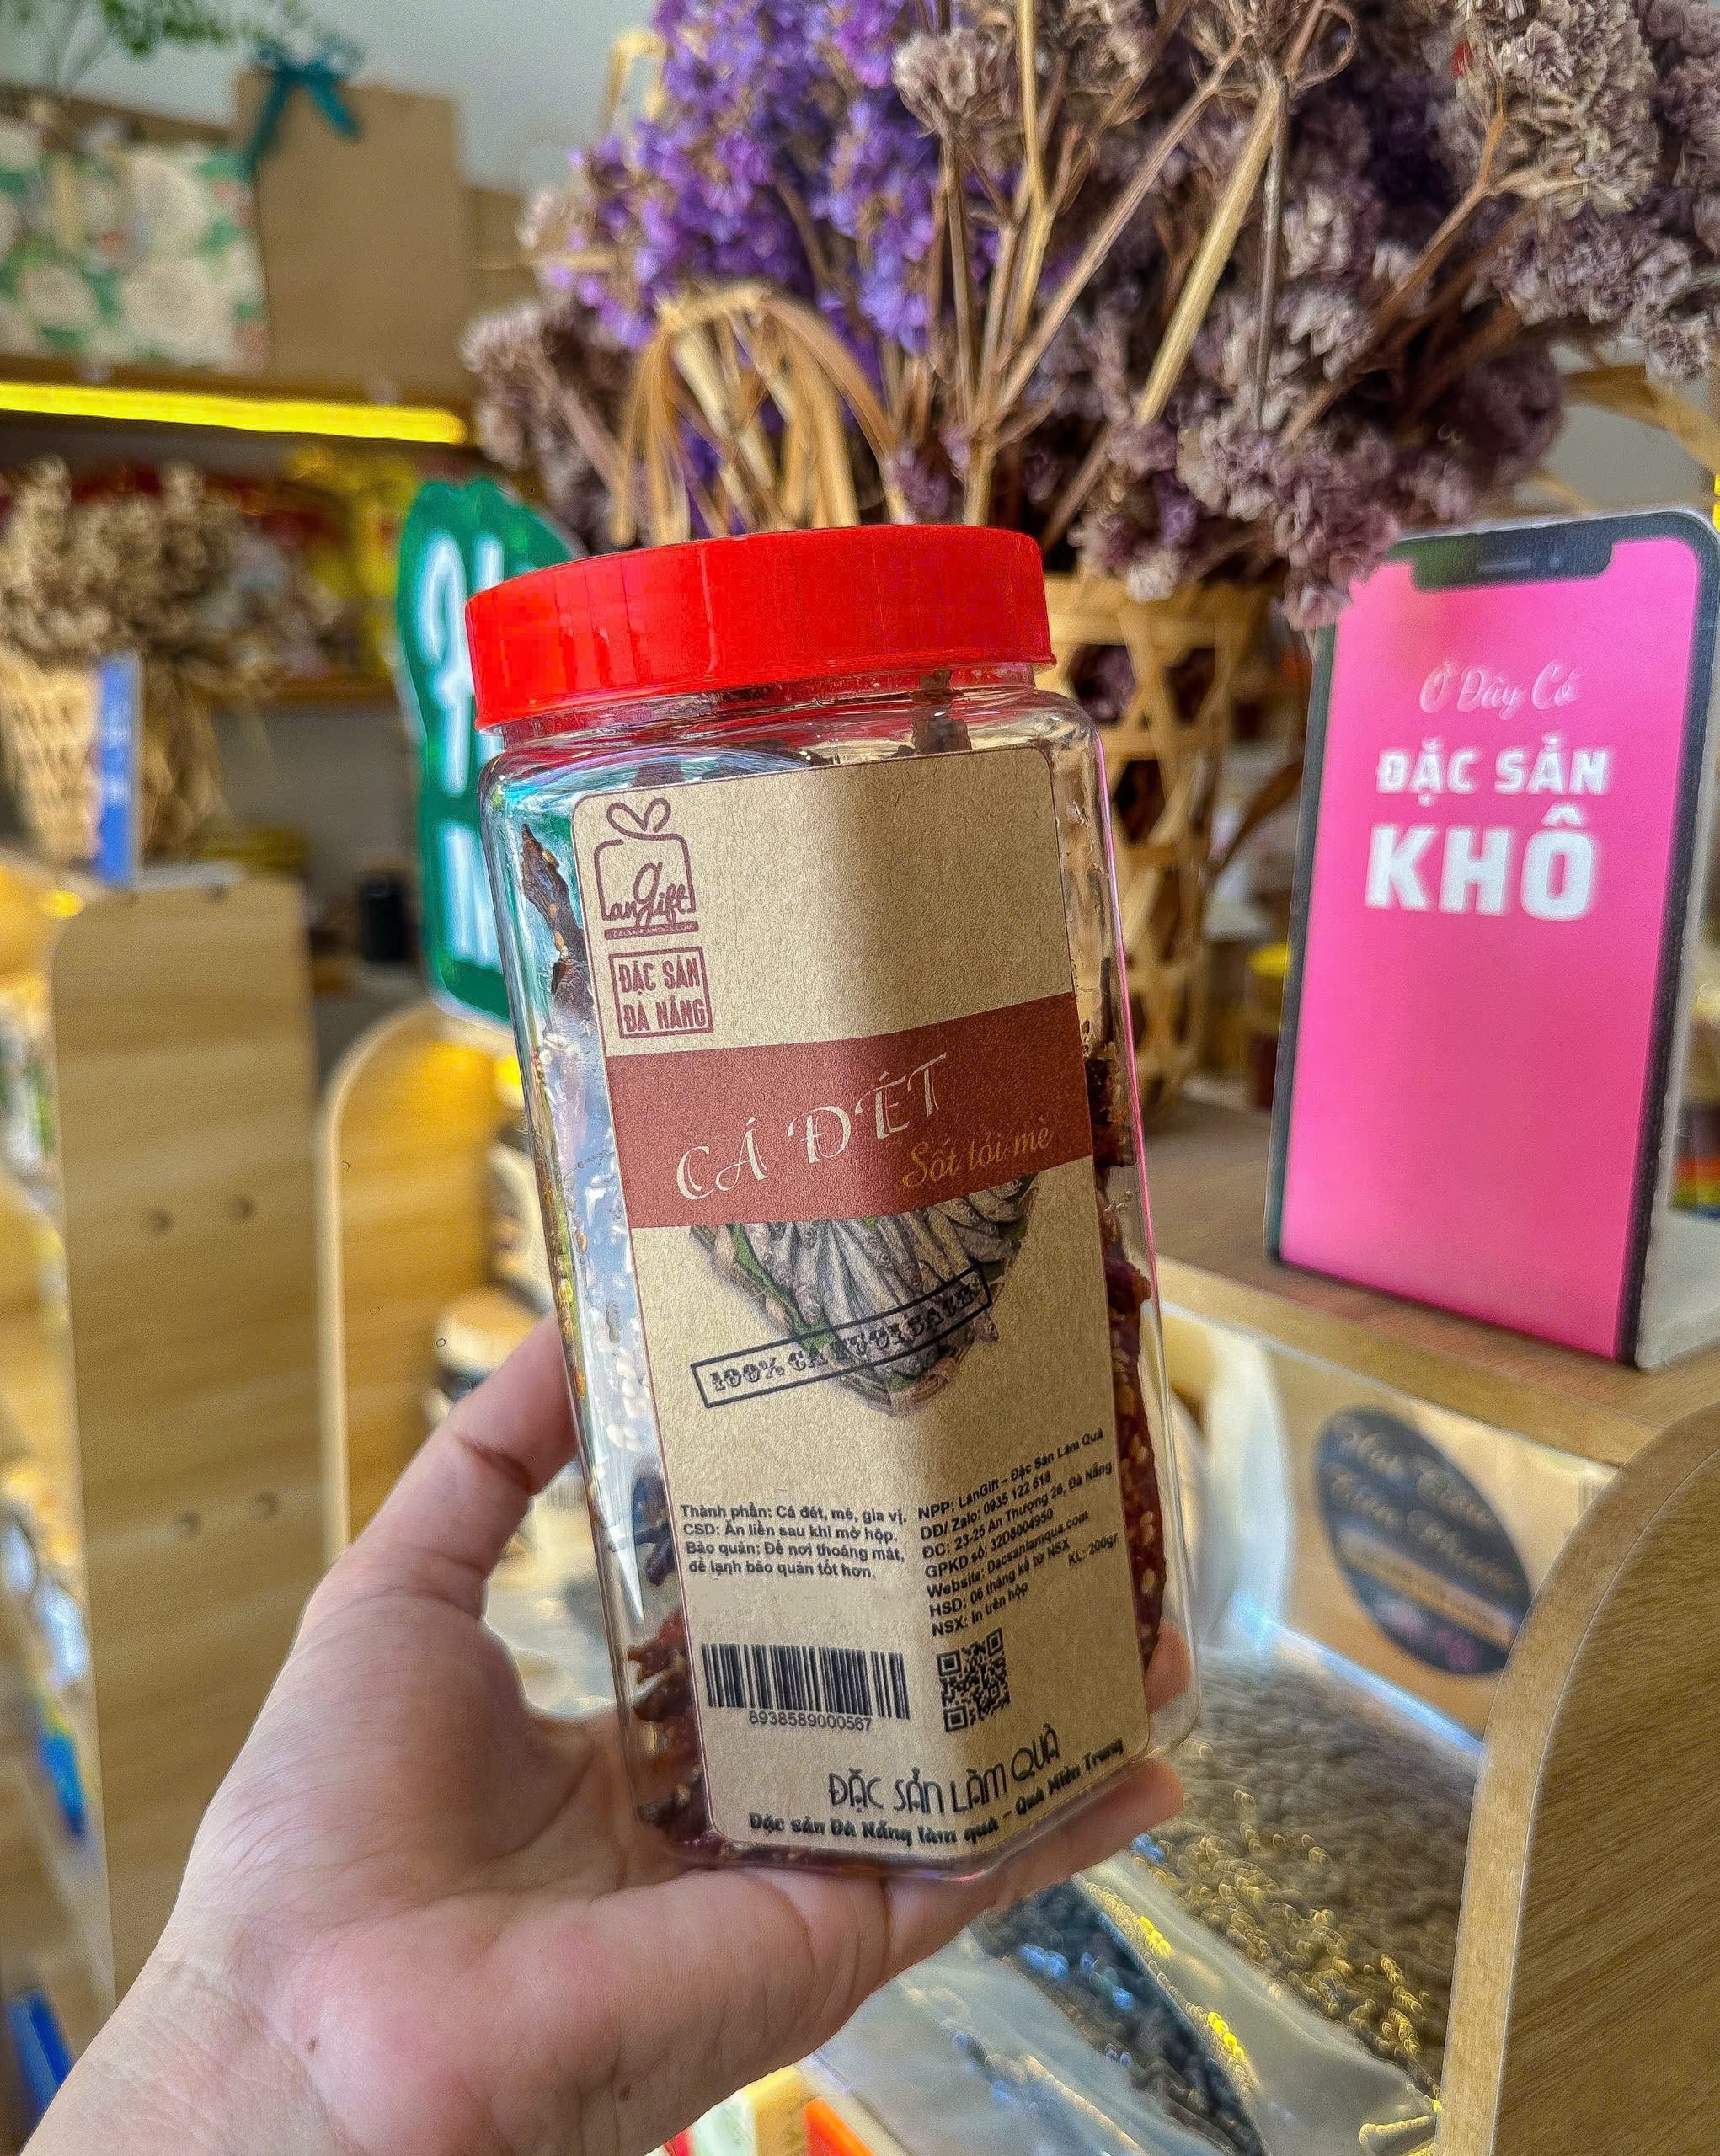 Ở Đây Có
ĐẶC SẢN
KHÔ
Langift
DACSANLAMQUA.COM
ĐẶC SẢN
ĐÀ NẴNG
CÁ ĐÉT
Sốt tỏi mè
100% CÁ
Thành phần: Cá đét, mè, gia vị.
CSD: Ăn liền sau khi mở hộp.
Bảo quản: Để nơi thoáng mát,
để lạnh bảo quản tốt hơn.
NPP: LanGift – Đặc Sản Làm Quà
DĐ/ Zalo: 0935 122 618
ĐC: 23-25 An Thượng 26, Đà Nẵng
GPKD số: 32D8004950
Website: Dacsanlamqua.com
HSD: 06 tháng kể từ NSX
NSX: In trên hộp
KL: 200gr
8938589000567
ĐẶC SẢN LÀM QUÀ
Đặc sản Đà Nẵng làm quà – Quà Miền Trung